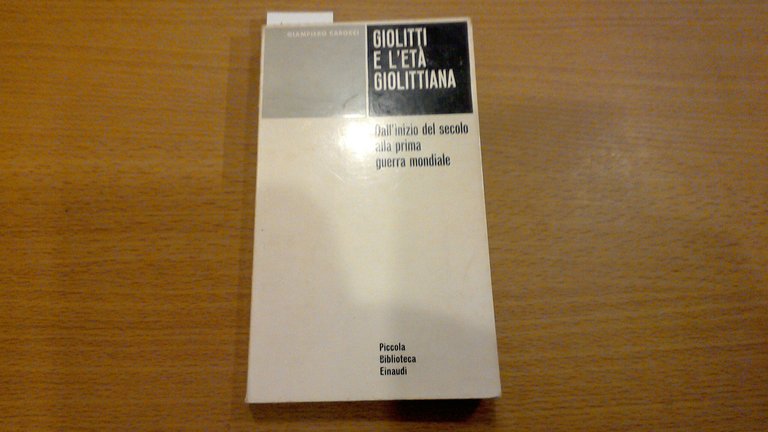 GIAMPIERO CAROCCI
GIOLITTI
E L'ETÀ
GIOLITTIANA
Dall'inizio del secolo
alla prima
guerra mondiale
Piccola
Biblioteca
Einaudi